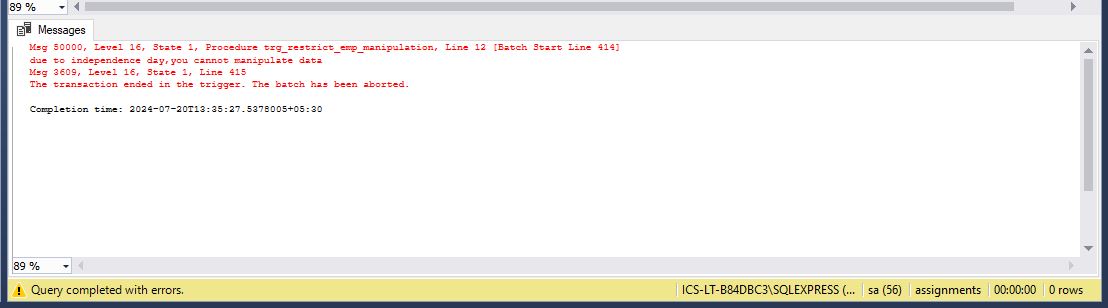 89 %
Messages
Msg 50000, Level 16, State 1, Procedure trg_restrict_emp_manipulation, Line 12 [Batch Start Line 414]
due to independence day,you cannot manipulate data
Msg 3609, Level 16, State 1, Line 415
The transaction ended in the trigger. The batch has been aborted.
Completion time: 2024-07-20T13:35:27.5378005+05:30
89 %
Query completed with errors. ICS-LT-B84DBC3\SQLEXPRESS (... sa (56) assignments 00:00:00 0 rows